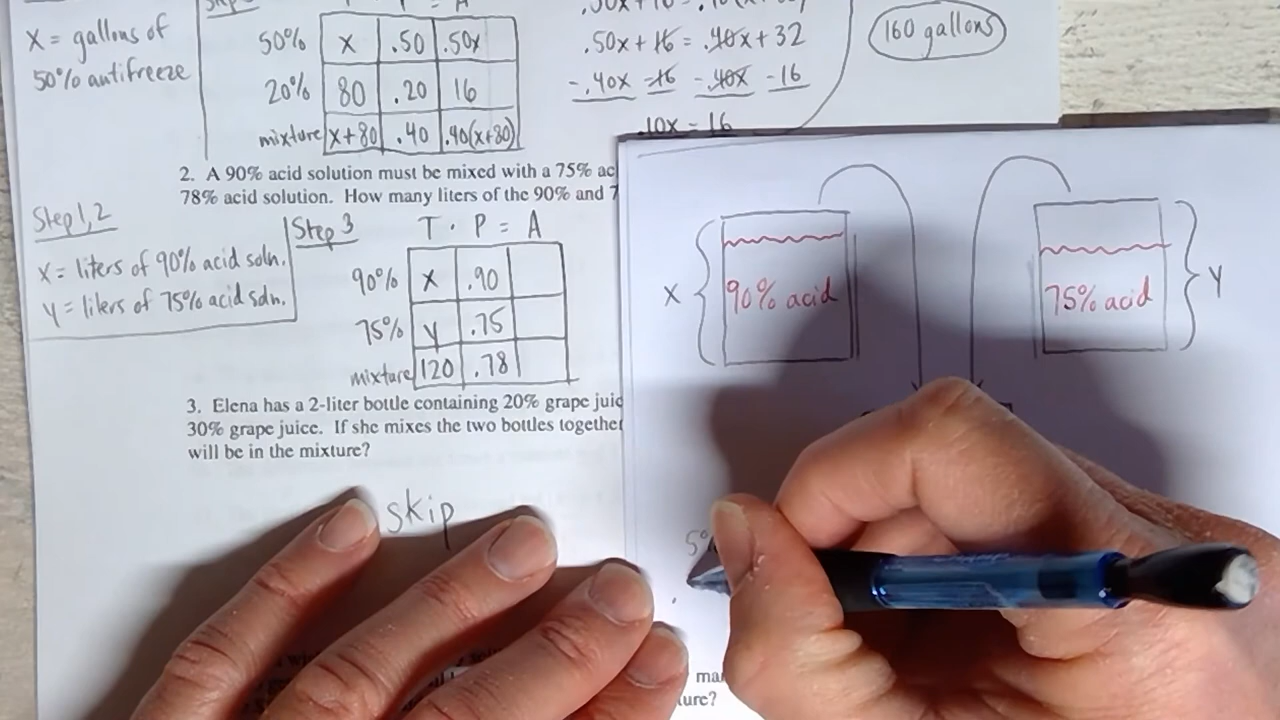 X = gallons of
50% antifreeze
50% X .50 .50x
20% 80 .20 16
mixture x+80 .40 .40(x+80)
.50x + 16 = .40x + 32
-.40x -16 -.40x -16
.10x = 16
160 gallons
2. A 90% acid solution must be mixed with a 75%
78% acid solution. How many liters of the 90% and
Step 1,2
X = liters of 90% acid soln.
Y = liters of 75% acid soln.
Step 3
T · P = A
90% X .90
75% Y .75
mixture 120 .78
3. Elena has a 2-liter bottle containing 20% grape
30% grape juice. If she mixes the two bottles together
will be in the mixture?
skip
X 90% acid
75% acid Y